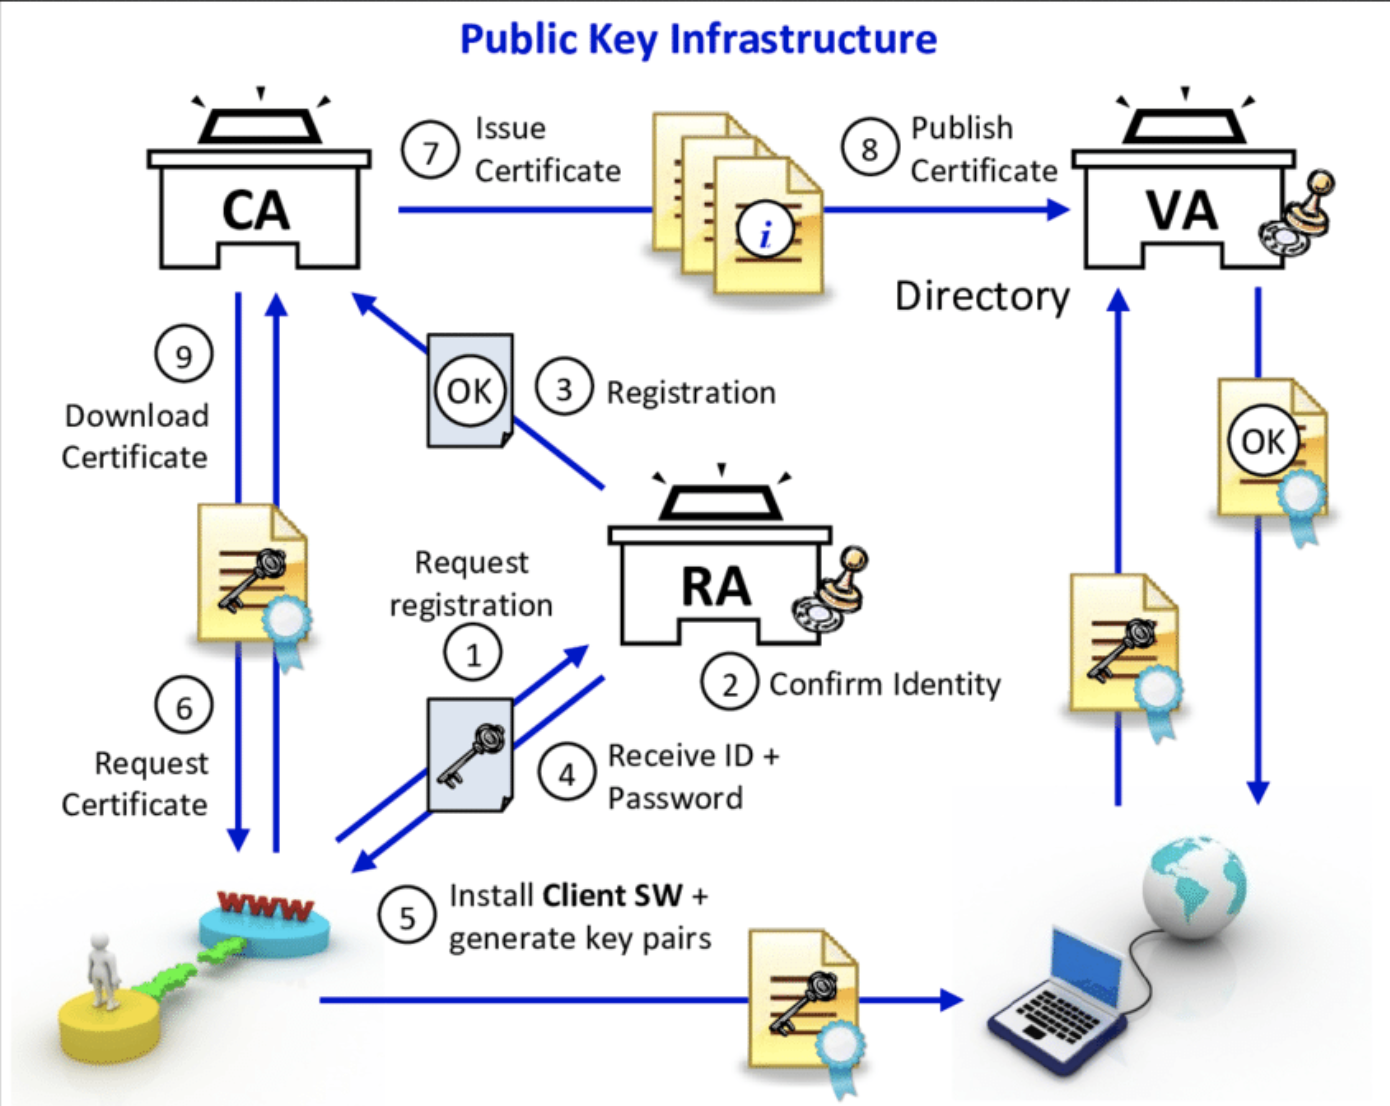 Public Key Infrastructure
CA
7
Issue
Certificate
i
8
Publish
Certificate
VA
Directory
9
Download
Certificate
OK
3
Registration
OK
Request
registration
1
RA
2
Confirm Identity
6
Request
Certificate
4
Receive ID +
Password
5
Install Client SW +
generate key pairs
www